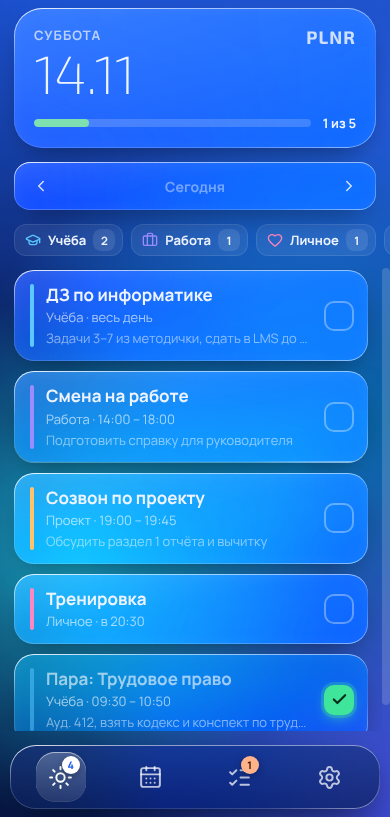 СУББОТА
PLNR
14.11
1 из 5
Сегодня
Учёба 2
Работа 1
Личное 1
ДЗ по информатике
Учёба · весь день
Задачи 3–7 из методички, сдать в LMS до ...
Смена на работе
Работа · 14:00 – 18:00
Подготовить справку для руководителя
Созвон по проекту
Проект · 19:00 – 19:45
Обсудить раздел 1 отчёта и вычитку
Тренировка
Личное · в 20:30
Пара: Трудовое право
Учёба · 09:30 – 10:50
Ауд. 412, взять кодекс и конспект по труд...
4
1